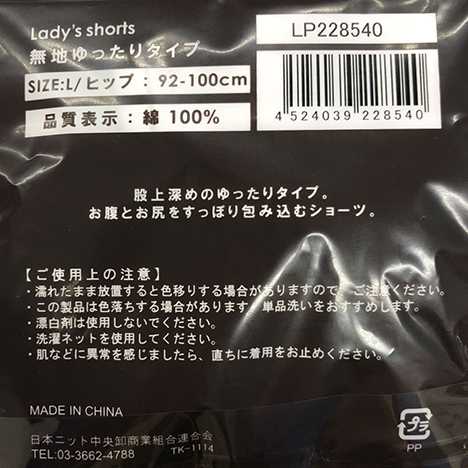 Lady's shorts
無地ゆったりタイプ
SIZE:L/ヒップ：92-100cm
品質表示：綿 100%
LP228540
4 524039 228540
股上深めのゆったりタイプ。
お腹とお尻をすっぽり包み込むショーツ。
【ご使用上の注意】
・濡れたまま放置すると色移りする場合がありますので、ご注意ください。
・この製品は色落ちする場合があります、単品洗いをおすすめします。
・漂白剤は使用しないでください。
・洗濯ネットを使用してください。
・肌などに異常を感じましたら、直ちに着用をお止めください。
MADE IN CHINA
日本ニット中央卸商業組合連合会
TEL:03-3662-4788 TK-1114
プラ
PP